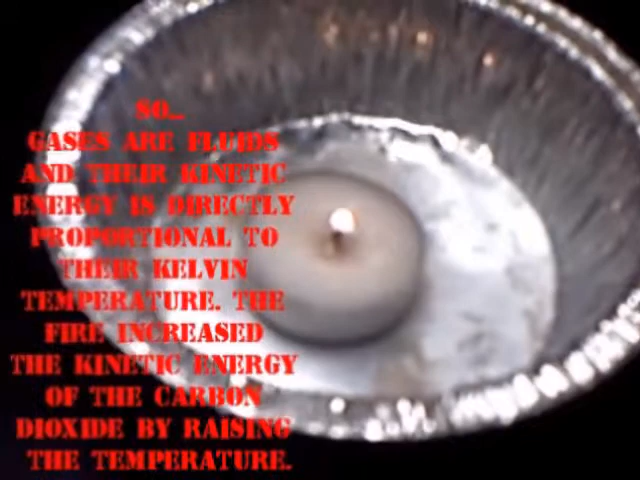 SO...
GASES ARE FLUIDS
AND THEIR KINETIC
ENERGY IS DIRECTLY
PROPORTIONAL TO
THEIR KELVIN
TEMPERATURE. THE
FIRE INCREASED
THE KINETIC ENERGY
OF THE CARBON
DIOXIDE BY RAISING
THE TEMPERATURE.